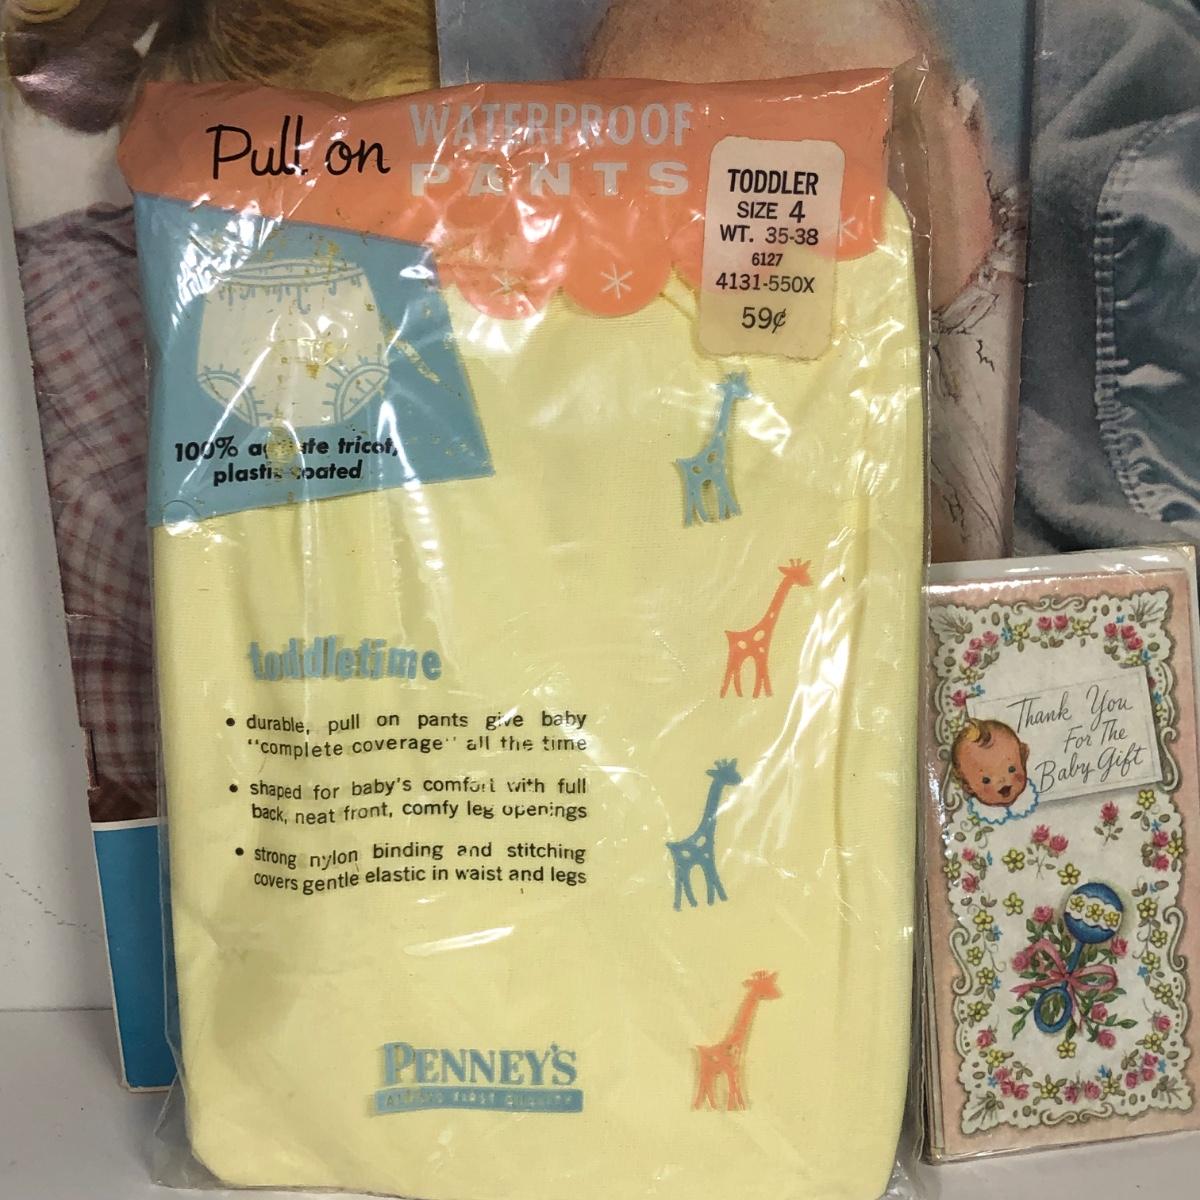 Pull on
WATERPROOF
PANTS
TODDLER
SIZE 4
WT. 35-38
6127
4131-550X
59¢
100% acetate tricot,
plastic coated
toddletime
• durable, pull on pants give baby
"complete coverage" all the time
• shaped for baby's comfort with full
back, neat front, comfy leg openings
• strong nylon binding and stitching
covers gentle elastic in waist and legs
PENNEY'S
ALWAYS FIRST QUALITY
Thank You
For The
Baby Gift